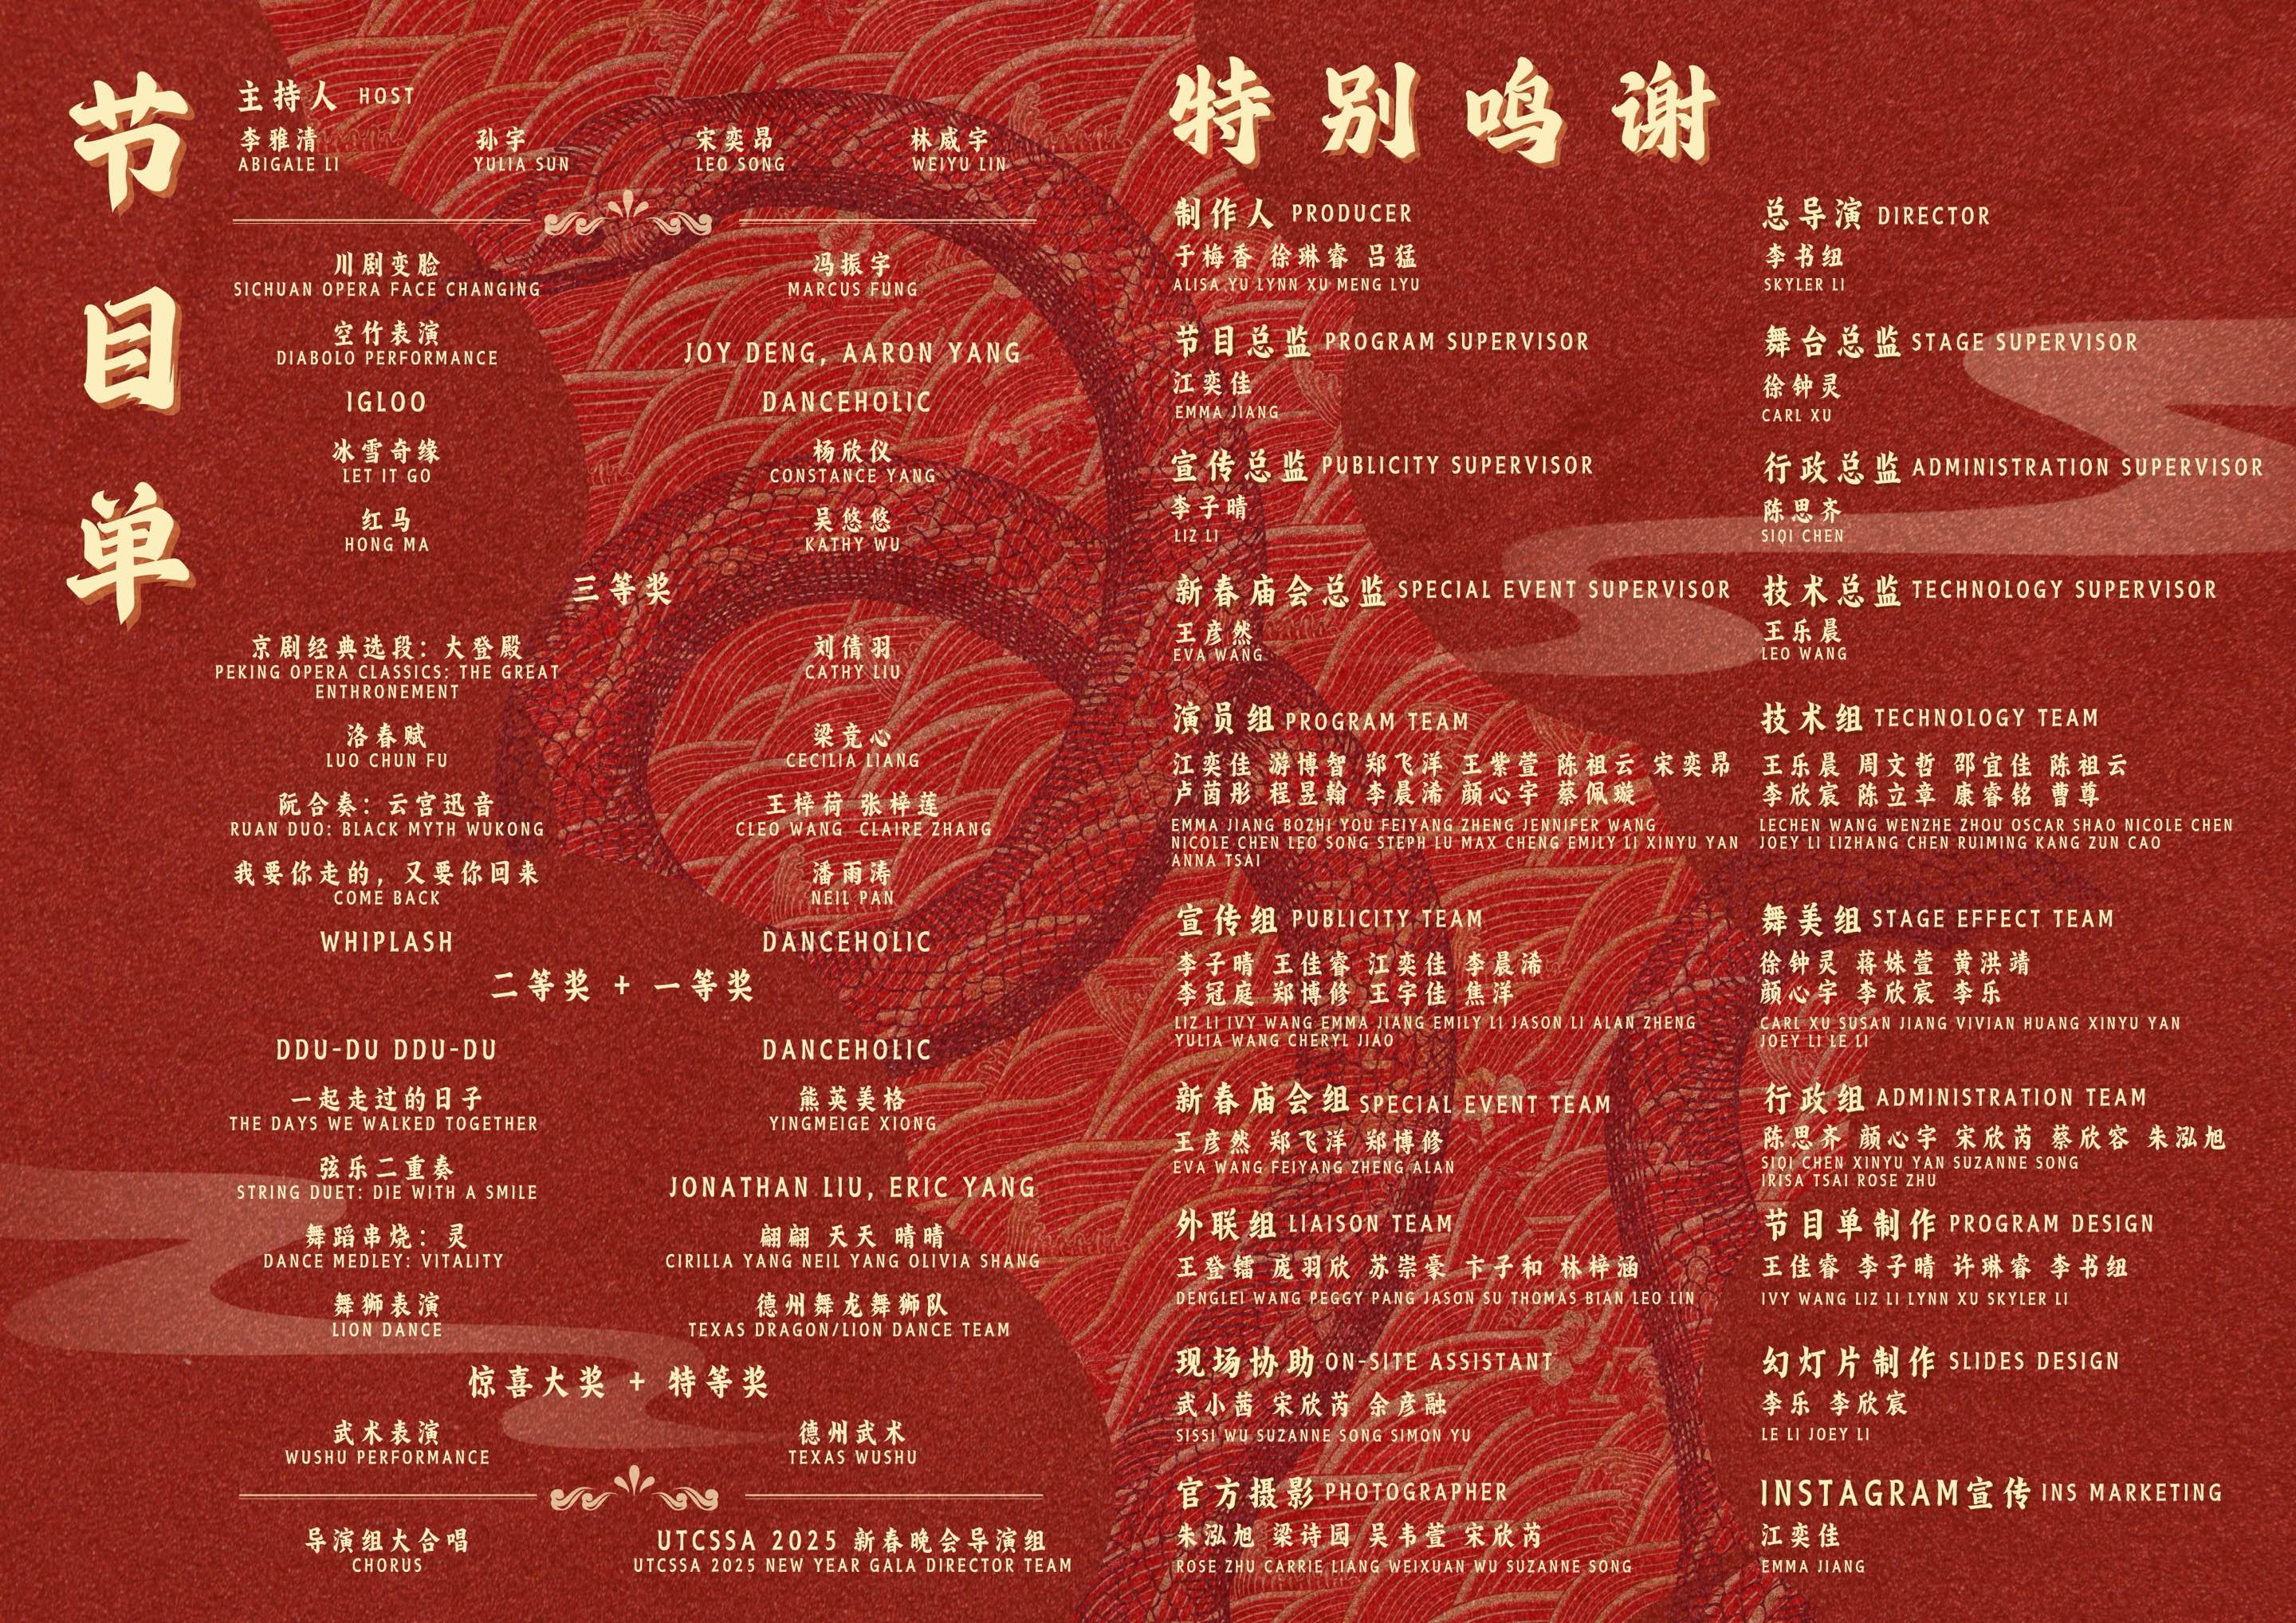 节目单
主持人 HOST
李雅清 孙宇 宋奕昂 林威宇
ABIGALE LI YULIA SUN LEO SONG WEIYU LIN
川剧变脸 冯振宇
SICHUAN OPERA FACE CHANGING MARCUS FUNG
空竹表演
DIABOLO PERFORMANCE JOY DENG, AARON YANG
IGLOO DANCEHOLIC
冰雪奇缘 杨欣仪
LET IT GO CONSTANCE YANG
红马 吴悠悠
HONG MA KATHY WU
三等奖
京剧经典选段：大登殿 刘倩羽
PEKING OPERA CLASSICS: THE GREAT CATHY LIU
ENTHRONEMENT
洛春赋 梁竞心
LUO CHUN FU CECILIA LIANG
阮合奏：云宫迅音 王梓荷 张梓莲
RUAN DUO: BLACK MYTH WUKONG CLEO WANG CLAIRE ZHANG
我要你走的，又要你回来 潘雨涛
COME BACK NEIL PAN
WHIPLASH DANCEHOLIC
二等奖 + 一等奖
DDU-DU DDU-DU DANCEHOLIC
一起走过的日子 熊英美格
THE DAYS WE WALKED TOGETHER YINGMEIGE XIONG
弦乐二重奏
STRING DUET: DIE WITH A SMILE JONATHAN LIU, ERIC YANG
舞蹈串烧：灵 翩翩 天天 晴晴
DANCE MEDLEY: VITALITY CIRILLA YANG NEIL YANG OLIVIA SHANG
舞狮表演 德州舞龙舞狮队
LION DANCE TEXAS DRAGON/LION DANCE TEAM
惊喜大奖 + 特等奖
武术表演 德州武术
WUSHU PERFORMANCE TEXAS WUSHU
导演组大合唱 UTCSSA 2025 新春晚会导演组
CHORUS UTCSSA 2025 NEW YEAR GALA DIRECTOR TEAM
特别鸣谢
制作人 PRODUCER
于梅香 徐琳睿 吕猛
ALISA YU LYNN XU MENG LYU
总导演 DIRECTOR
李书纽
SKYLER LI
节目总监 PROGRAM SUPERVISOR
江奕佳
EMMA JIANG
舞台总监 STAGE SUPERVISOR
徐钟灵
CARL XU
宣传总监 PUBLICITY SUPERVISOR
李子晴
LIZ LI
行政总监 ADMINISTRATION SUPERVISOR
陈思齐
SIQI CHEN
新春庙会总监 SPECIAL EVENT SUPERVISOR
王彦然
EVA WANG
技术总监 TECHNOLOGY SUPERVISOR
王乐晨
LEO WANG
演员组 PROGRAM TEAM
江奕佳 游博智 郑飞洋 王紫萱 陈祖云 宋奕昂
卢茵彤 程昱翰 李晨浠 颜心宇 蔡佩璇
EMMA JIANG BOZHI YOU FEIYANG ZHENG JENNIFER WANG
NICOLE CHEN LEO SONG STEPH LU MAX CHENG EMILY LI XINYU YAN
ANNA TSAI
技术组 TECHNOLOGY TEAM
王乐晨 周文哲 邵宜佳 陈祖云
李欣宸 陈立章 康睿铭 曹尊
LECHEN WANG WENZHE ZHOU OSCAR SHAO NICOLE CHEN
JOEY LI LIZHANG CHEN RUIMING KANG ZUN CAO
宣传组 PUBLICITY TEAM
李子晴 王佳睿 江奕佳 李晨浠
李冠庭 郑博修 王宇佳 焦洋
LIZ LI IVY WANG EMMA JIANG EMILY LI JASON LI ALAN ZHENG
YULIA WANG CHERYL JIAO
舞美组 STAGE EFFECT TEAM
徐钟灵 蒋姝萱 黄洪靖
颜心宇 李欣宸 李乐
CARL XU SUSAN JIANG VIVIAN HUANG XINYU YAN
JOEY LI LE LI
新春庙会组 SPECIAL EVENT TEAM
王彦然 郑飞洋 郑博修
EVA WANG FEIYANG ZHENG ALAN
行政组 ADMINISTRATION TEAM
陈思齐 颜心宇 宋欣芮 蔡欣容 朱泓旭
SIQI CHEN XINYU YAN SUZANNE SONG
IRISA TSAI ROSE ZHU
外联组 LIAISON TEAM
王登镭 庞羽欣 苏崇豪 卞子和 林梓涵
DENGLEI WANG PEGGY PANG JASON SU THOMAS BIAN LEO LIN
节目单制作 PROGRAM DESIGN
王佳睿 李子晴 许琳睿 李书纽
IVY WANG LIZ LI LYNN XU SKYLER LI
现场协助 ON-SITE ASSISTANT
武小茜 宋欣芮 余彦融
SISSI WU SUZANNE SONG SIMON YU
幻灯片制作 SLIDES DESIGN
李乐 李欣宸
LE LI JOEY LI
官方摄影 PHOTOGRAPHER
朱泓旭 梁诗园 吴韦萱 宋欣芮
ROSE ZHU CARRIE LIANG WEIXUAN WU SUZANNE SONG
INSTAGRAM宣传 INS MARKETING
江奕佳
EMMA JIANG